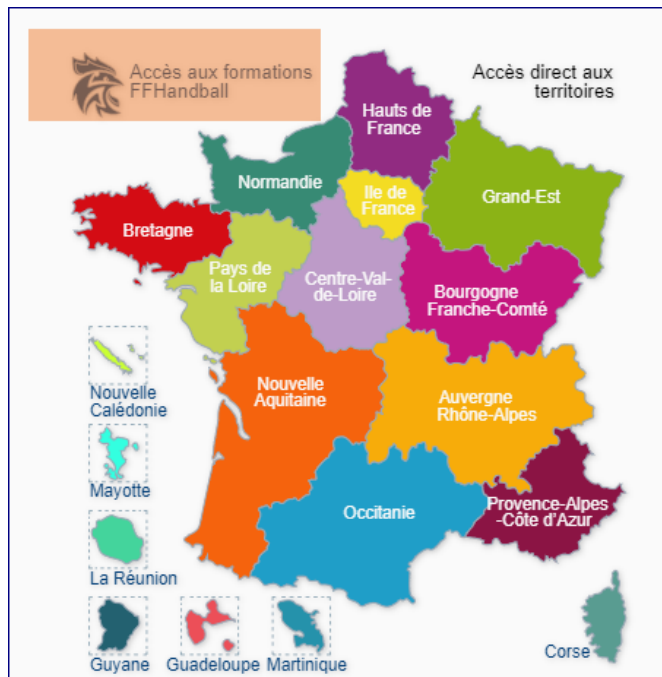 Accès aux formations
FFHandball
Accès direct aux
territoires
Hauts de
France
Normandie
Ile de
France
Grand-Est
Bretagne
Pays de
la Loire
Centre-Val-
de-Loire
Bourgogne
Franche-Comté
Nouvelle
Calédonie
Nouvelle
Aquitaine
Auvergne
Rhône-Alpes
Mayotte
Occitanie
Provence-Alpes
-Côte d'Azur
La Réunion
Guyane
Guadeloupe
Martinique
Corse